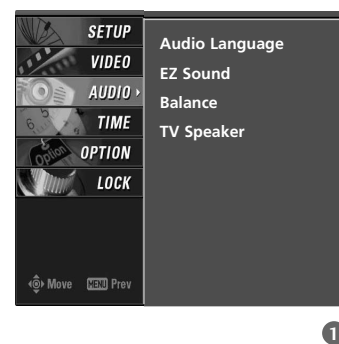 SETUP
VIDEO
AUDIO
TIME
OPTION
LOCK
Move MENU Prev
Audio Language
EZ Sound
Balance
TV Speaker
1